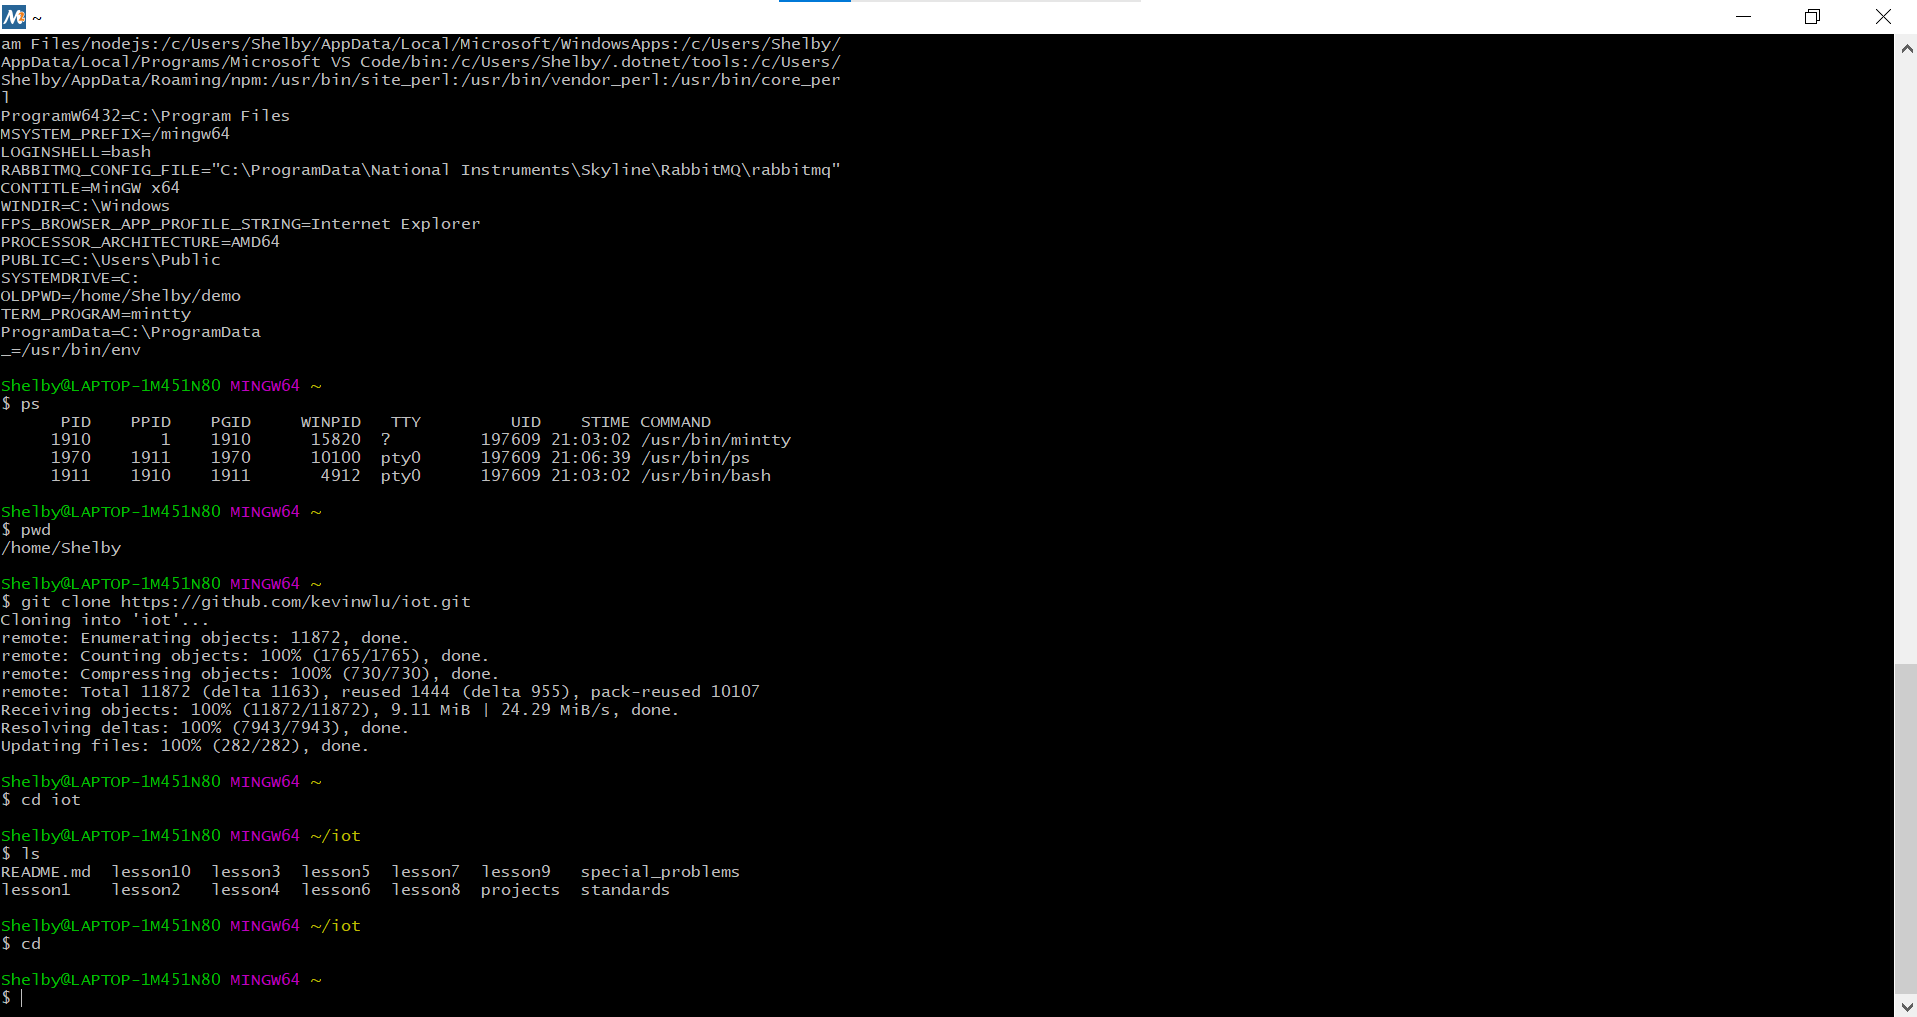 ~
am Files/nodejs:/c/Users/Shelby/AppData/Local/Microsoft/WindowsApps:/c/Users/Shelby/
AppData/Local/Programs/Microsoft VS Code/bin:/c/Users/Shelby/.dotnet/tools:/c/Users/
Shelby/AppData/Roaming/npm:/usr/bin/site_perl:/usr/bin/vendor_perl:/usr/bin/core_per
l
ProgramW6432=C:\Program Files
MSYSTEM_PREFIX=/mingw64
LOGINSHELL=bash
RABBITMQ_CONFIG_FILE="C:\ProgramData\National Instruments\Skyline\RabbitMQ\rabbitmq"
CONTITLE=MinGW x64
WINDIR=C:\Windows
FPS_BROWSER_APP_PROFILE_STRING=Internet Explorer
PROCESSOR_ARCHITECTURE=AMD64
PUBLIC=C:\Users\Public
SYSTEMDRIVE=C:
OLDPWD=/home/Shelby/demo
TERM_PROGRAM=mintty
ProgramData=C:\ProgramData
_=/usr/bin/env

Shelby@LAPTOP-1M451N80 MINGW64 ~
$ ps
      PID    PPID    PGID     WINPID   TTY         UID    STIME COMMAND
     1910       1    1910      15820  ?         197609 21:03:02 /usr/bin/mintty
     1970    1911    1970      10100  pty0      197609 21:06:39 /usr/bin/ps
     1911    1910    1911       4912  pty0      197609 21:03:02 /usr/bin/bash

Shelby@LAPTOP-1M451N80 MINGW64 ~
$ pwd
/home/Shelby

Shelby@LAPTOP-1M451N80 MINGW64 ~
$ git clone https://github.com/kevinwlu/iot.git
Cloning into 'iot'...
remote: Enumerating objects: 11872, done.
remote: Counting objects: 100% (1765/1765), done.
remote: Compressing objects: 100% (730/730), done.
remote: Total 11872 (delta 1163), reused 1444 (delta 955), pack-reused 10107
Receiving objects: 100% (11872/11872), 9.11 MiB | 24.29 MiB/s, done.
Resolving deltas: 100% (7943/7943), done.
Updating files: 100% (282/282), done.

Shelby@LAPTOP-1M451N80 MINGW64 ~
$ cd iot

Shelby@LAPTOP-1M451N80 MINGW64 ~/iot
$ ls
README.md  lesson10  lesson3  lesson5  lesson7  lesson9   special_problems
lesson1    lesson2   lesson4  lesson6  lesson8  projects  standards

Shelby@LAPTOP-1M451N80 MINGW64 ~/iot
$ cd

Shelby@LAPTOP-1M451N80 MINGW64 ~
$